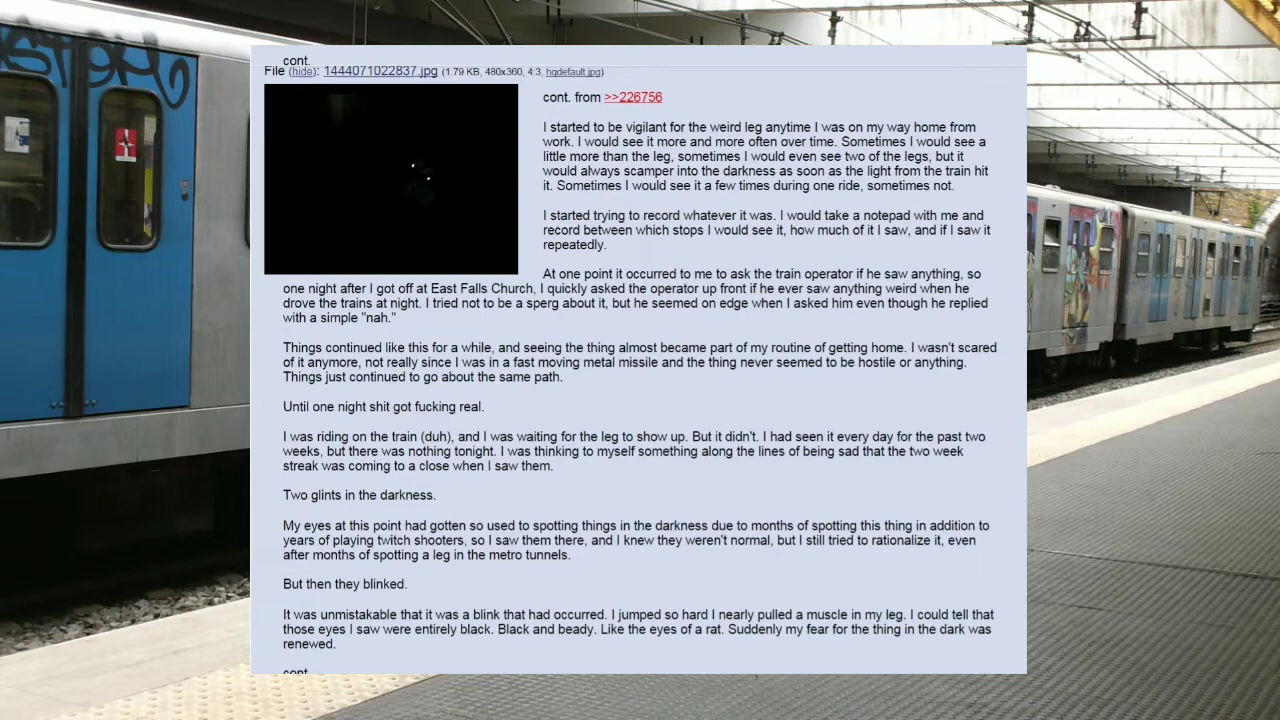 cont.
File (hide): 1444071022837.jpg (1.79 KB, 480x360, 4:3, hqdefault.jpg)
cont. from >>226756
I started to be vigilant for the weird leg anytime I was on my way home from
work. I would see it more and more often over time. Sometimes I would see a
little more than the leg, sometimes I would even see two of the legs, but it
would always scamper into the darkness as soon as the light from the train hit
it. Sometimes I would see it a few times during one ride, sometimes not.
I started trying to record whatever it was. I would take a notepad with me and
record between which stops I would see it, how much of it I saw, and if I saw it
repeatedly.
At one point it occurred to me to ask the train operator if he saw anything, so
one night after I got off at East Falls Church, I quickly asked the operator up front if he ever saw anything weird when he
drove the trains at night. I tried not to be a sperg about it, but he seemed on edge when I asked him even though he replied
with a simple "nah."
Things continued like this for a while, and seeing the thing almost became part of my routine of getting home. I wasn't scared
of it anymore, not really since I was in a fast moving metal missile and the thing never seemed to be hostile or anything.
Things just continued to go about the same path.
Until one night shit got fucking real.
I was riding on the train (duh), and I was waiting for the leg to show up. But it didn't. I had seen it every day for the past two
weeks, but there was nothing tonight. I was thinking to myself something along the lines of being sad that the two week
streak was coming to a close when I saw them.
Two glints in the darkness.
My eyes at this point had gotten so used to spotting things in the darkness due to months of spotting this thing in addition to
years of playing twitch shooters, so I saw them there, and I knew they weren't normal, but I still tried to rationalize it, even
after months of spotting a leg in the metro tunnels.
But then they blinked.
It was unmistakable that it was a blink that had occurred. I jumped so hard I nearly pulled a muscle in my leg. I could tell that
those eyes I saw were entirely black. Black and beady. Like the eyes of a rat. Suddenly my fear for the thing in the dark was
renewed.
cont